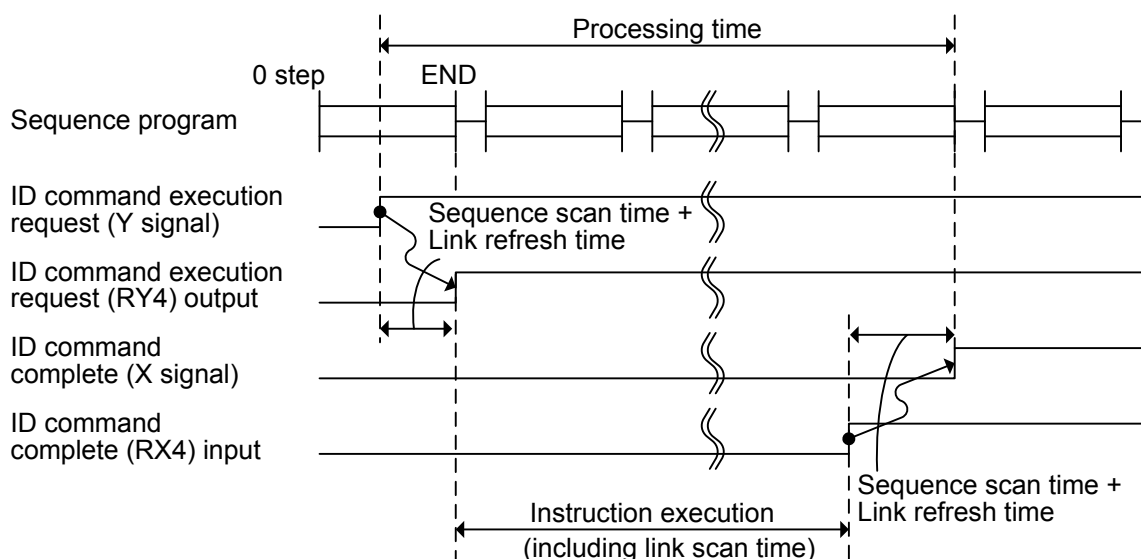 Processing time
0 step
END
Sequence program
ID command execution
request (Y signal)
Sequence scan time +
Link refresh time
ID command execution
request (RY4) output
ID command
complete (X signal)
ID command
complete (RX4) input
Sequence scan time +
Link refresh time
Instruction execution
(including link scan time)